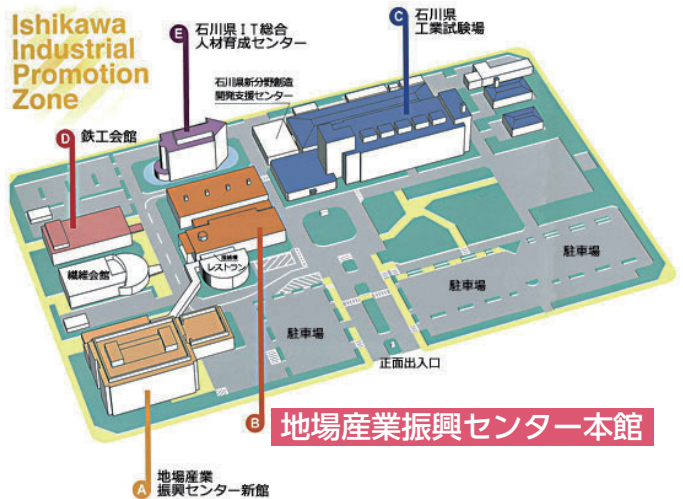 Ishikawa
Industrial
Promotion
Zone
E
石川県IT総合
人材育成センター
C
石川県
工業試験場
石川県新分野創造
開発支援センター
D
鉄工会館
繊維会館
レストラン
駐車場
駐車場
駐車場
正面出入口
B
地場産業振興センター本館
A
地場産業
振興センター新館